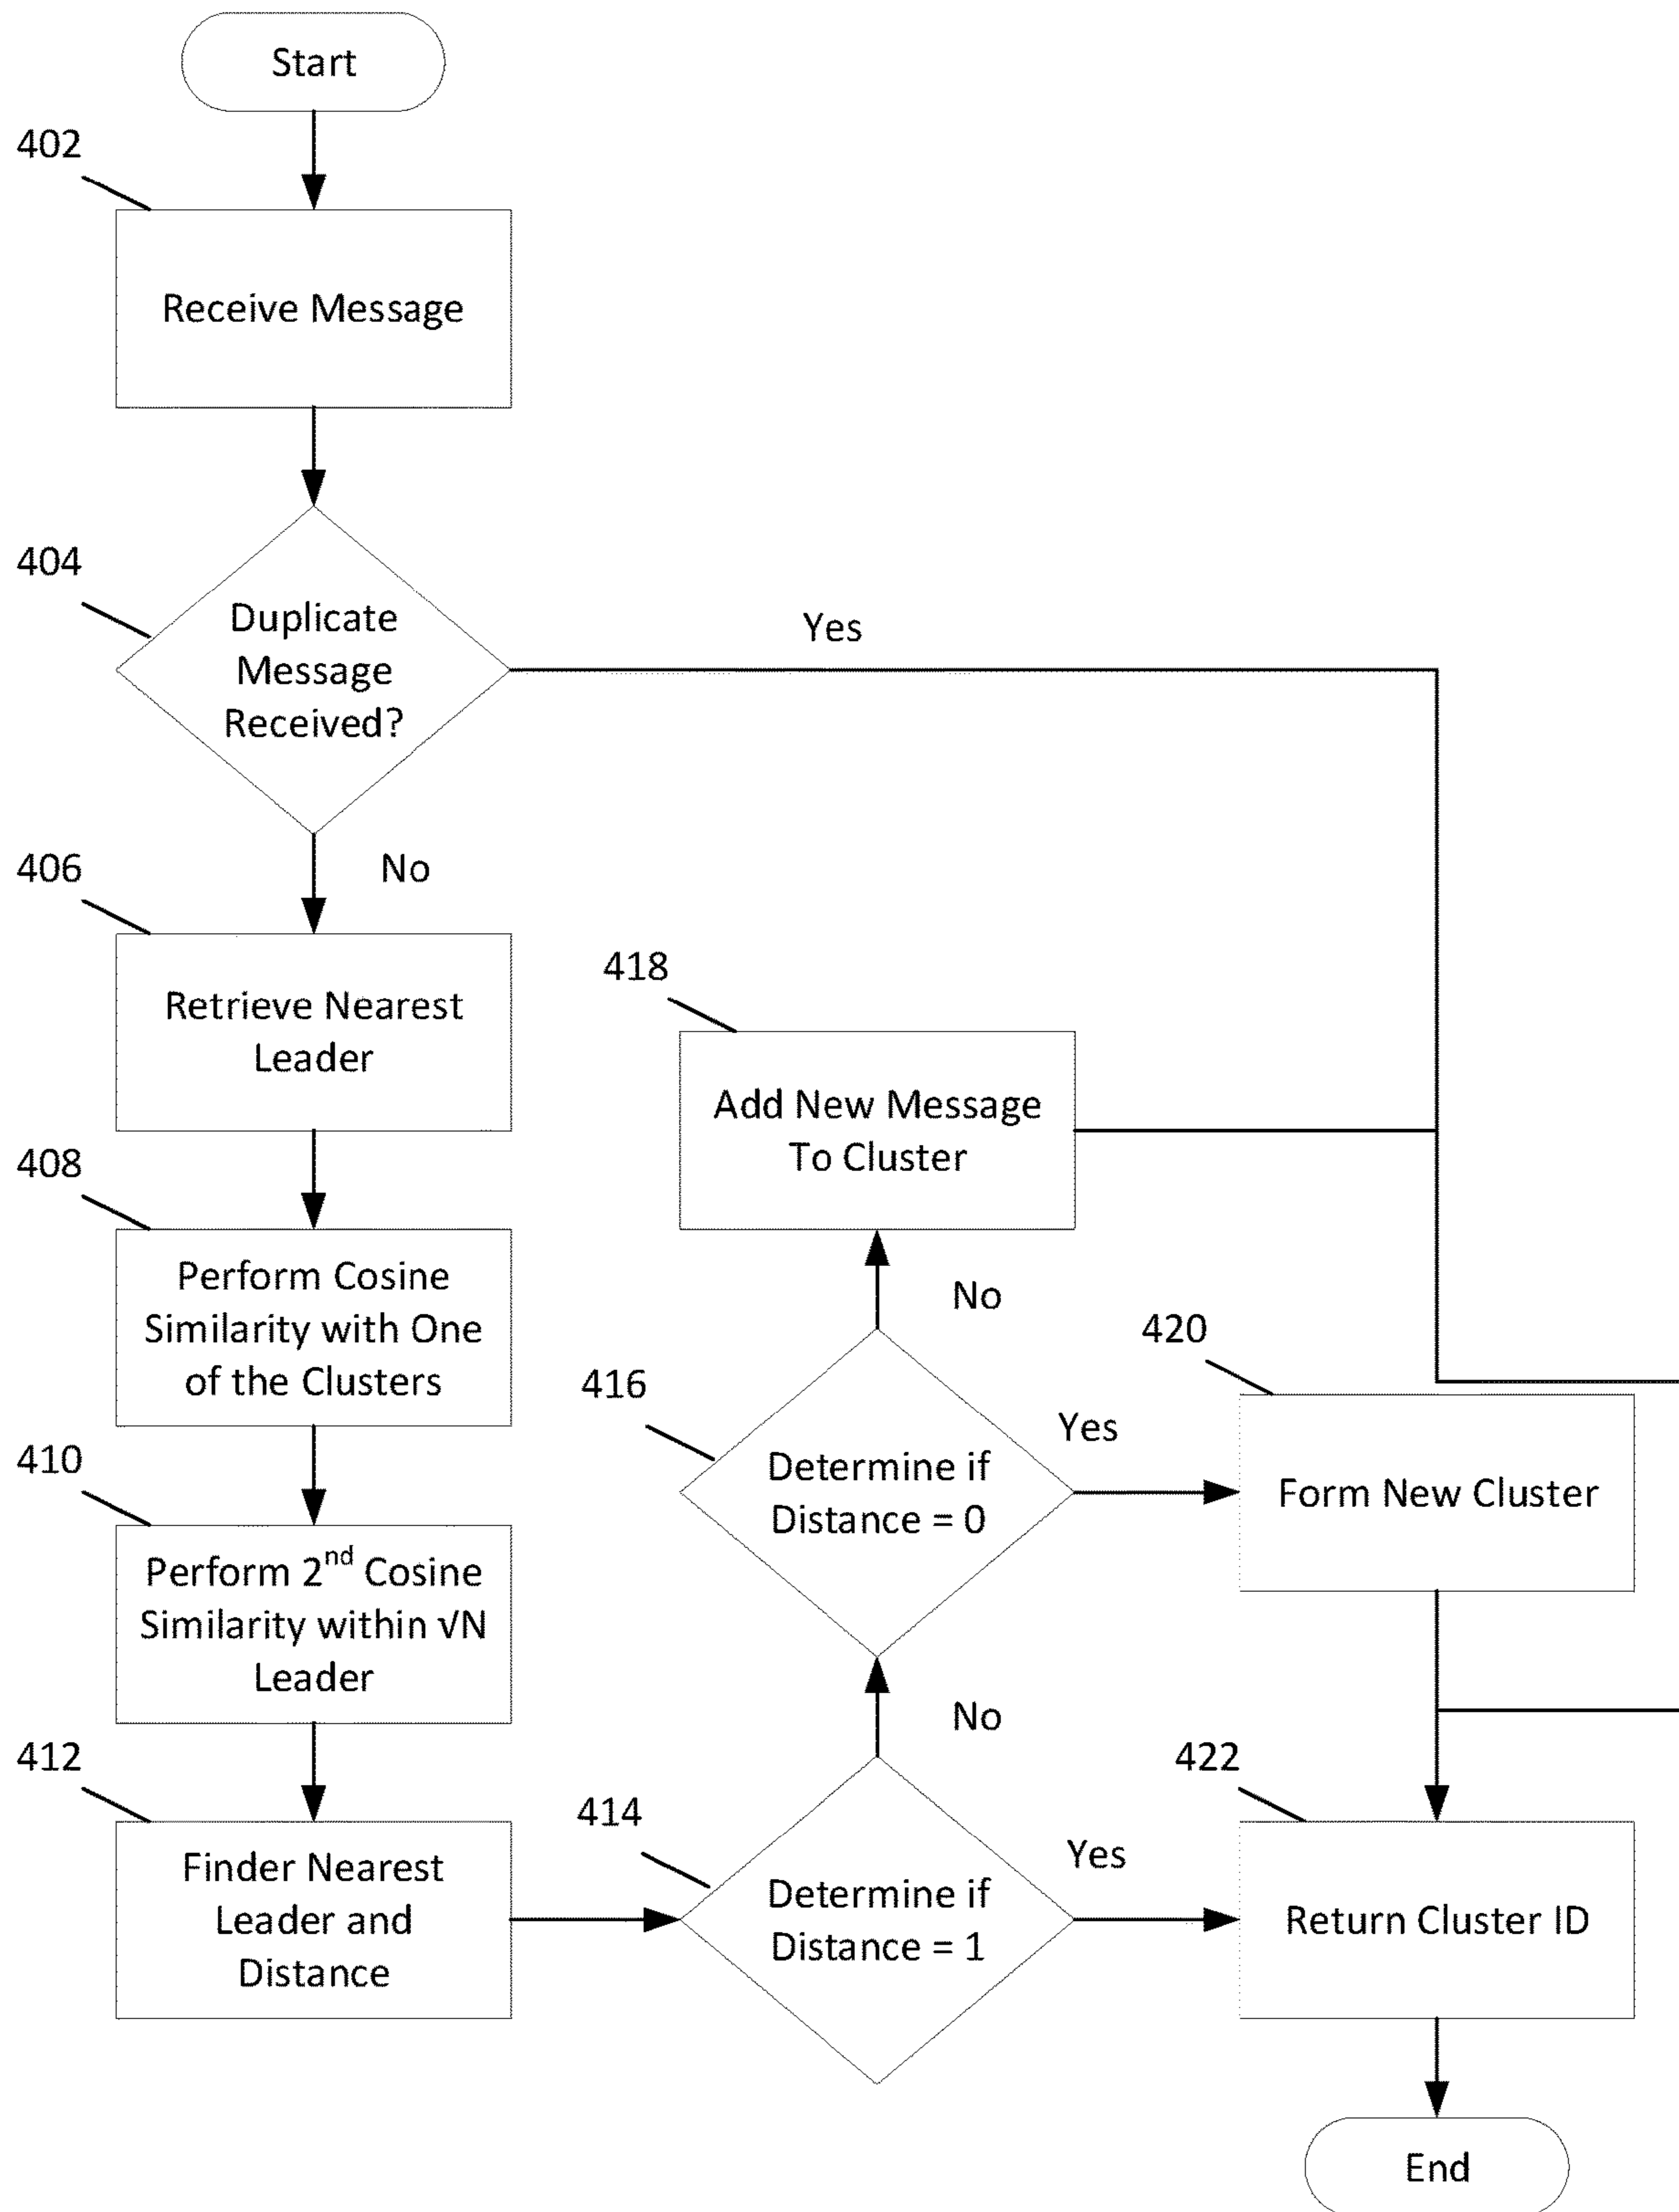 Start
402
Receive Message
404
Duplicate
Message
Received?
Yes
No
406
Retrieve Nearest
Leader
408
Perform Cosine
Similarity with One
of the Clusters
410
Perform 2nd Cosine
Similarity within √N
Leader
412
Finder Nearest
Leader and
Distance
414
Determine if
Distance = 1
Yes
No
416
Determine if
Distance = 0
Yes
No
418
Add New Message
To Cluster
420
Form New Cluster
422
Return Cluster ID
End